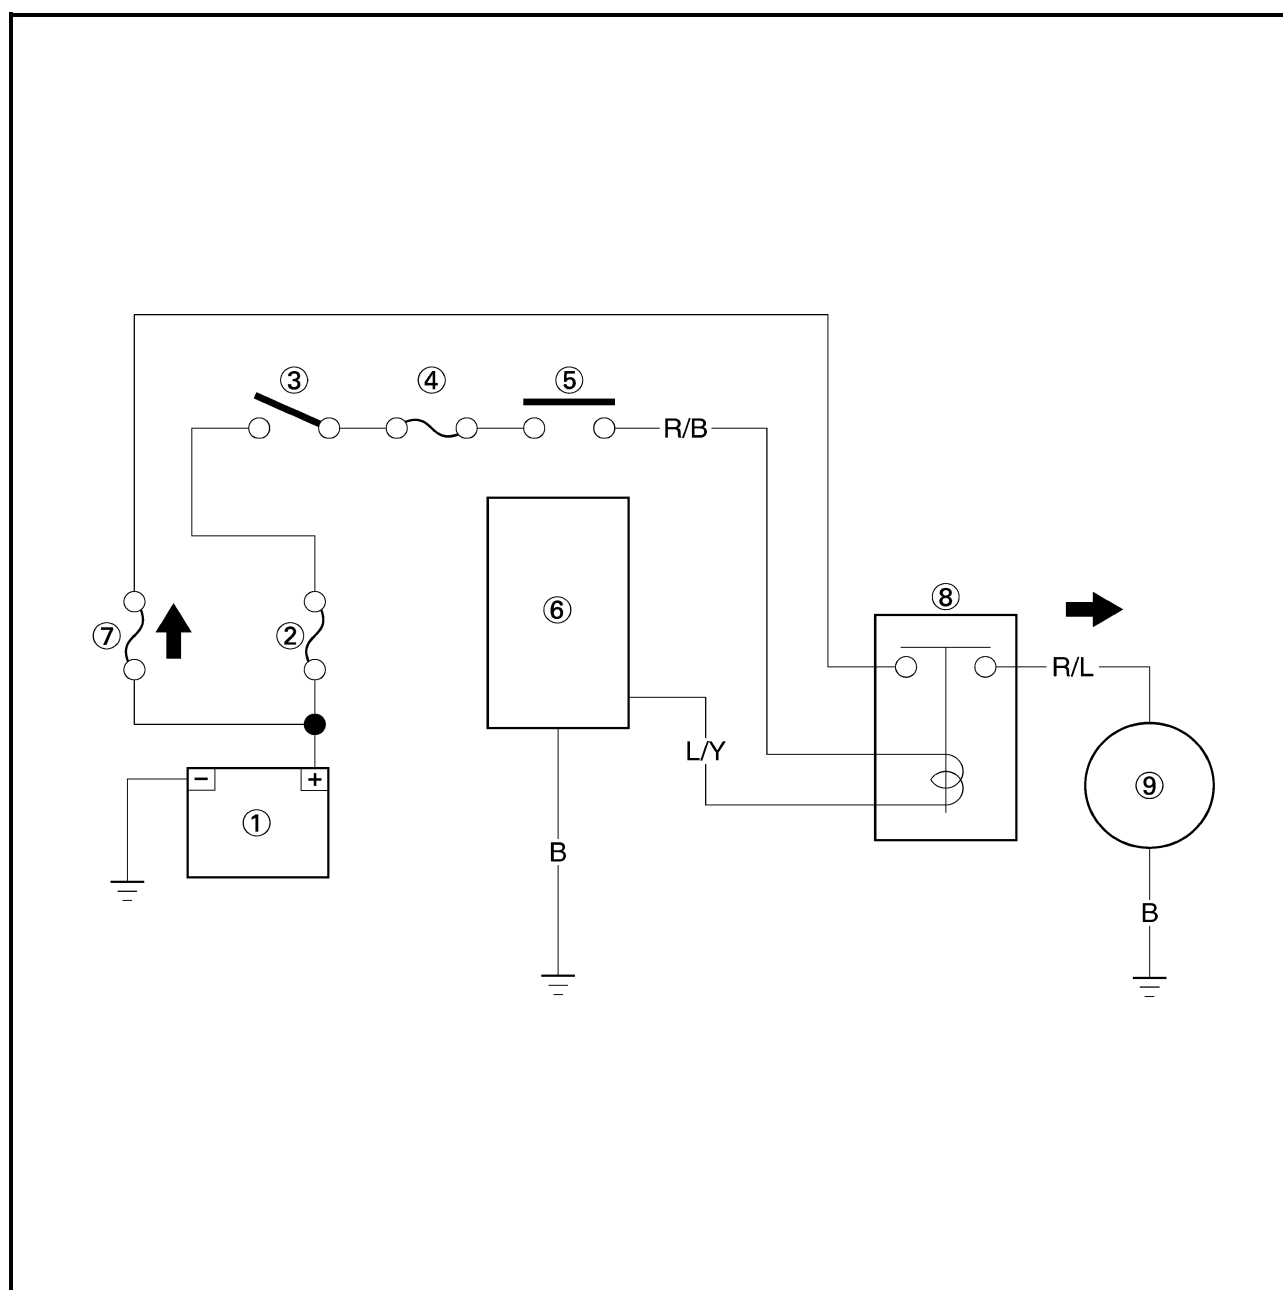 ③ ④ ⑤
R/B
⑥
⑧
⑦ ②
R/L
L/Y
− +
⑨
①
B
B